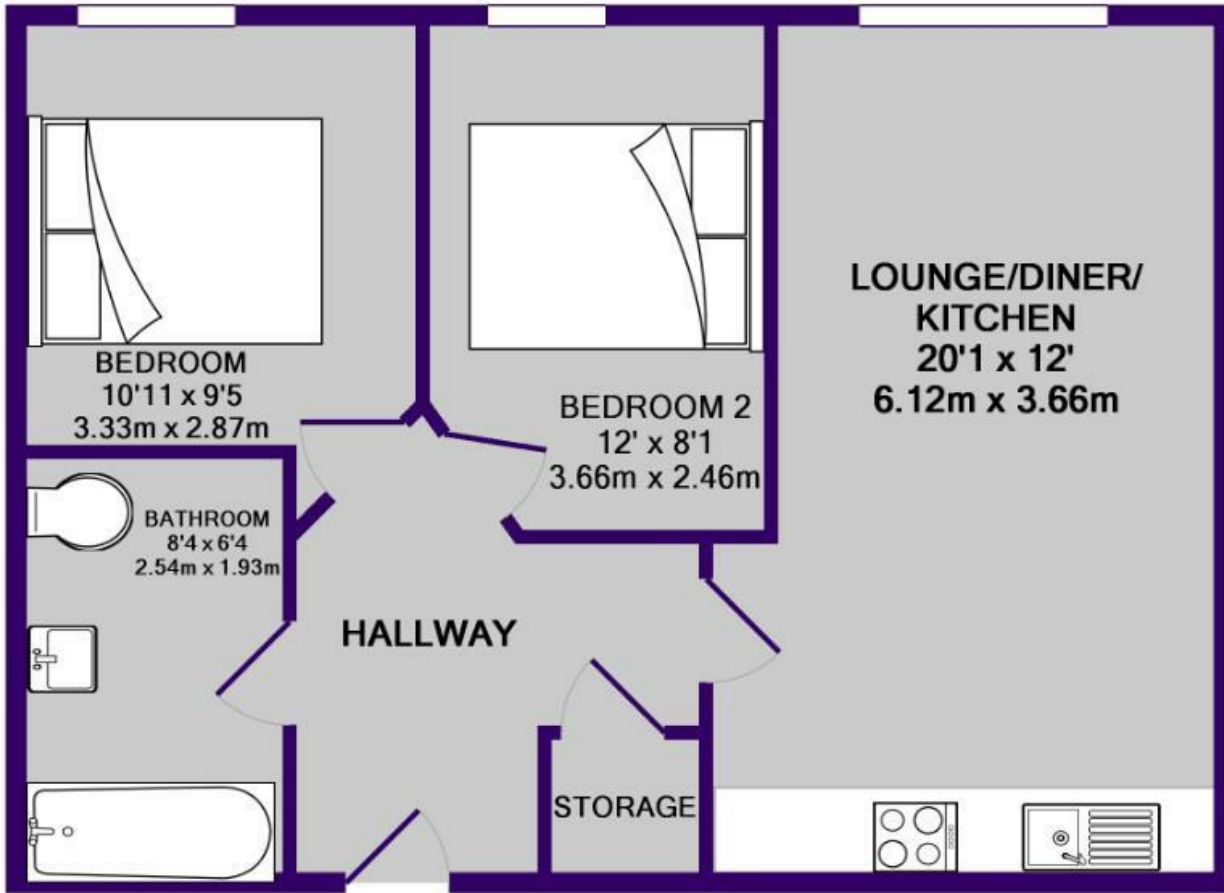 BEDROOM
10'11 x 9'5
3.33m x 2.87m
BEDROOM 2
12' x 8'1
3.66m x 2.46m
LOUNGE/DINER/
KITCHEN
20'1 x 12'
6.12m x 3.66m
BATHROOM
8'4 x 6'4
2.54m x 1.93m
HALLWAY
STORAGE